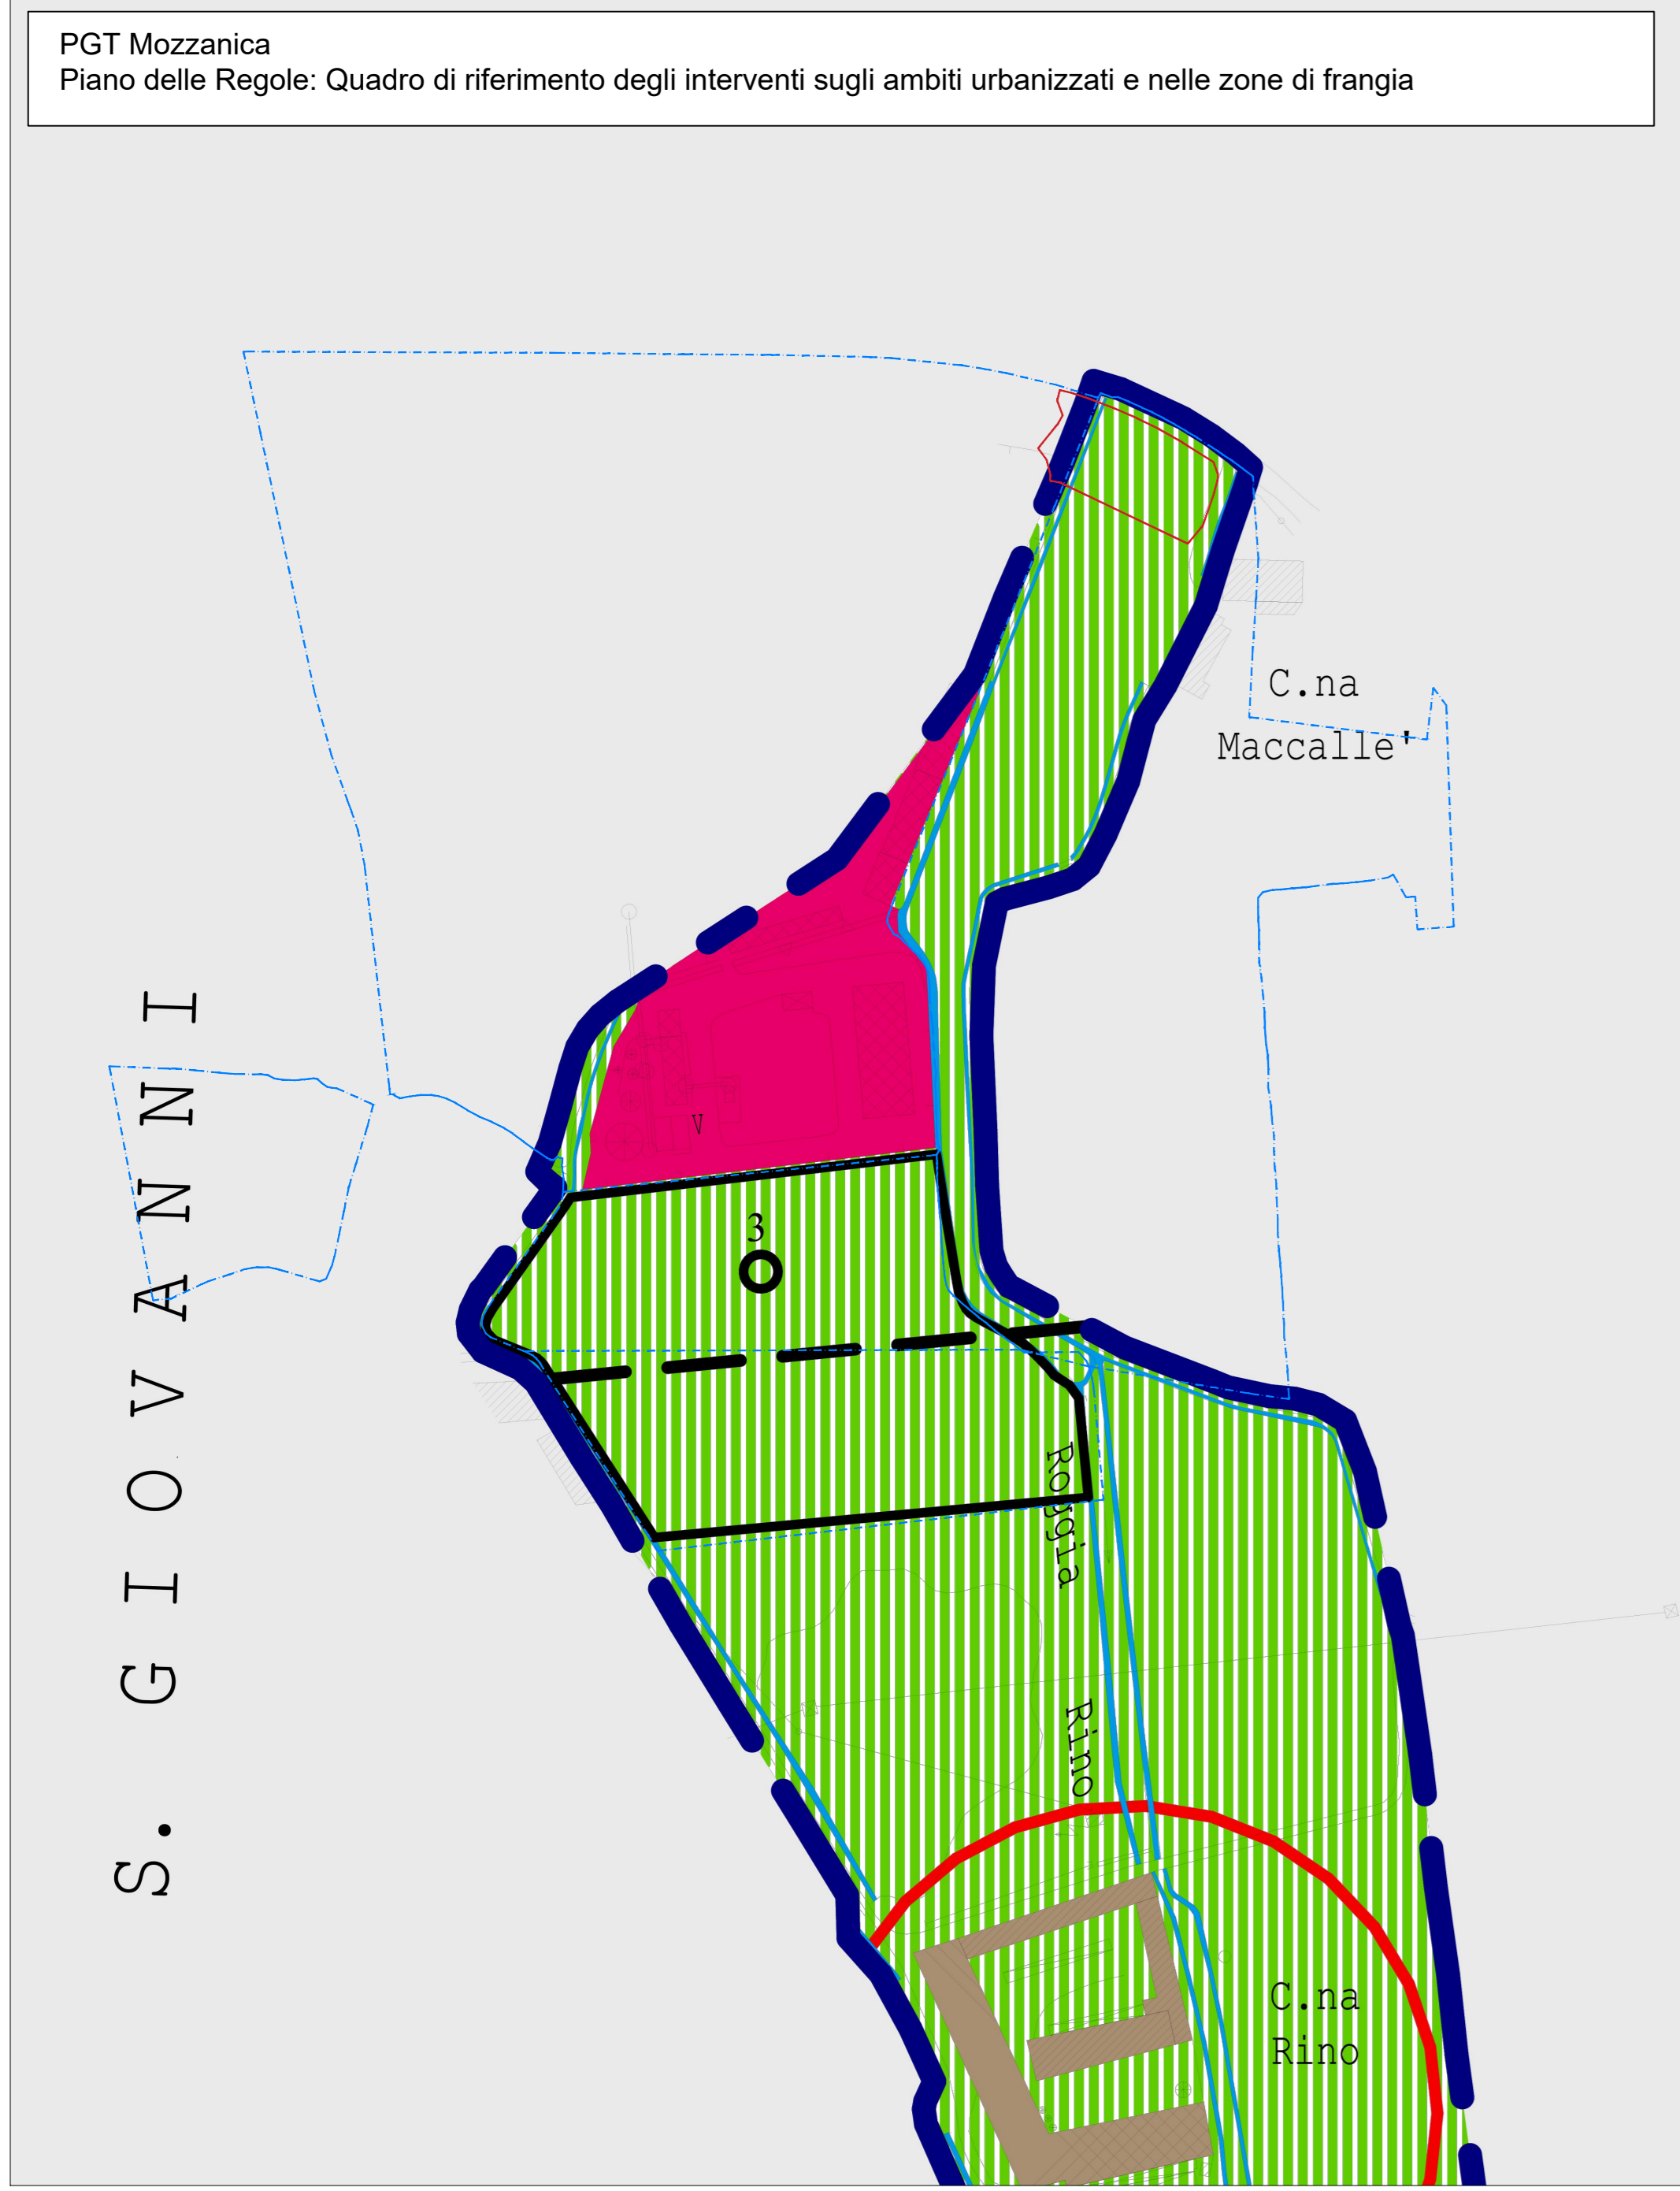 PGT Mozzanica
Piano delle Regole: Quadro di riferimento degli interventi sugli ambiti urbanizzati e nelle zone di frangia
C.na
Maccalle'
S. GIOVANNI
V
3
Roggia
Rino
C.na
Rino